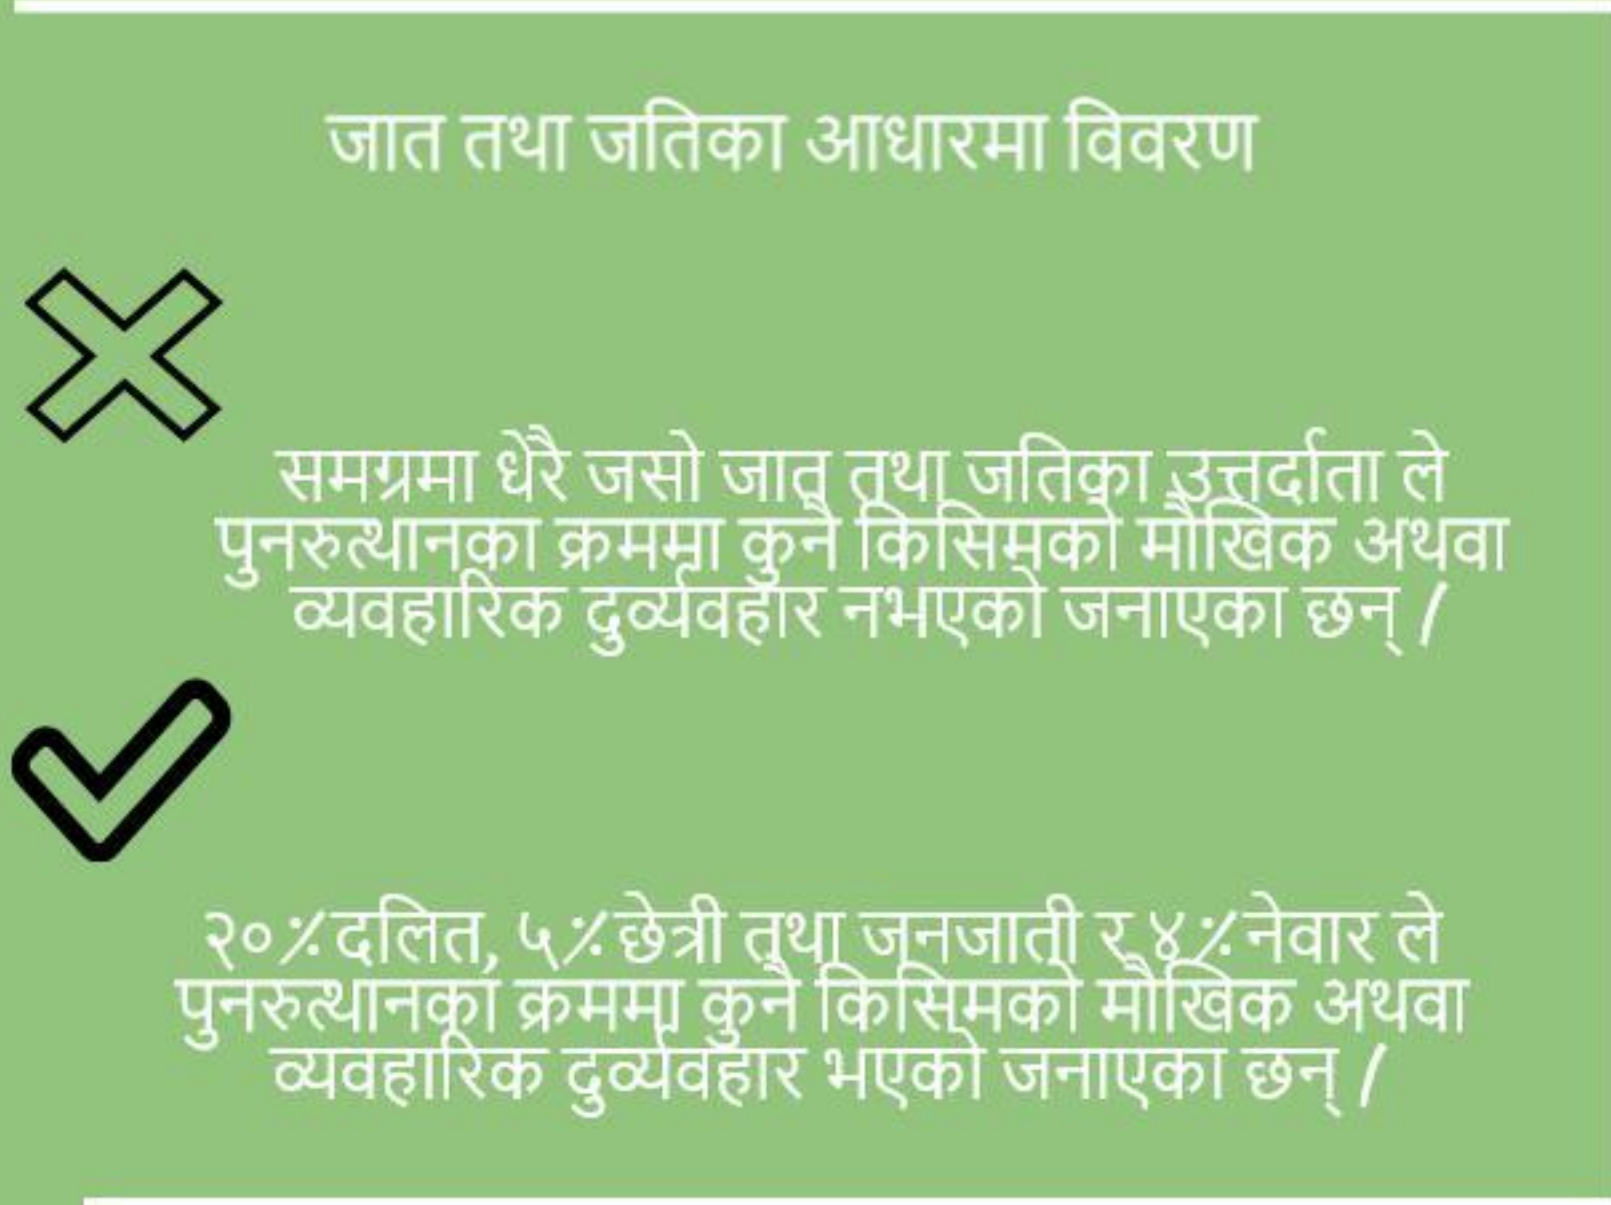 जात तथा जतिका आधारमा विवरण
समग्रमा धेरै जसो जात तथा जतिका उत्तर्दाता ले
पुनरुत्थानका क्रममा कुनै किसिमको मौखिक अथवा
व्यवहारिक दुर्व्यवहार नभएको जनाएका छन् /
२०٪दलित, ५٪छेत्री तथा जनजाती र ४٪नेवार ले
पुनरुत्थानका क्रममा कुनै किसिमको मौखिक अथवा
व्यवहारिक दुर्व्यवहार भएको जनाएका छन् /